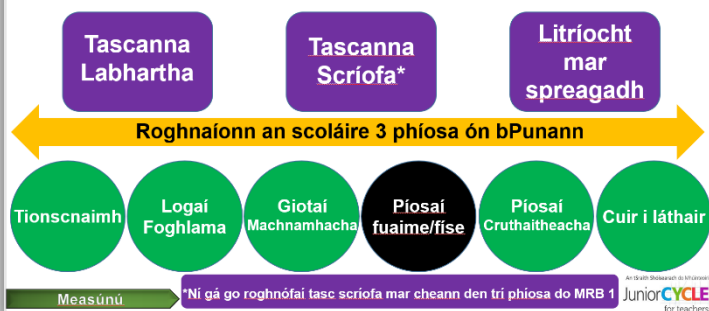 Tascanna
Labhartha
Tascanna
Scríofa*
Litríocht
mar
spreagadh
Roghnaíonn an scoláire 3 phíosa ón bPunann
Tionscnaimh
Logaí
Foghlama
Giotaí
Machnamhacha
Píosaí
fuaime/físe
Píosaí
Cruthaitheacha
Cuir i láthair
Measúnú
*Ní gá go roghnófaí tasc scríofa mar cheann den trí phíosa do MRB 1
An tSraith Shóisearach do Mhúinteoirí
JuniorCYCLE
for teachers